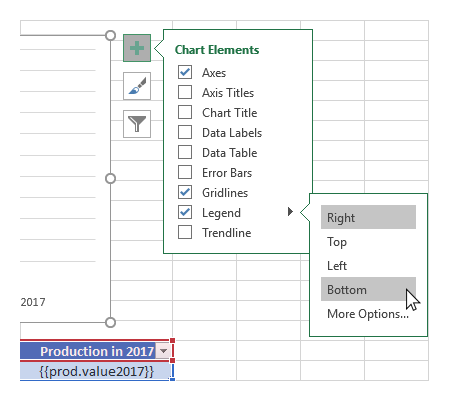 Chart Elements
Axes
Axis Titles
Chart Title
Data Labels
Data Table
Error Bars
Gridlines
Legend
Trendline
Right
Top
Left
Bottom
More Options...
2017
Production in 2017
{{prod.value2017}}